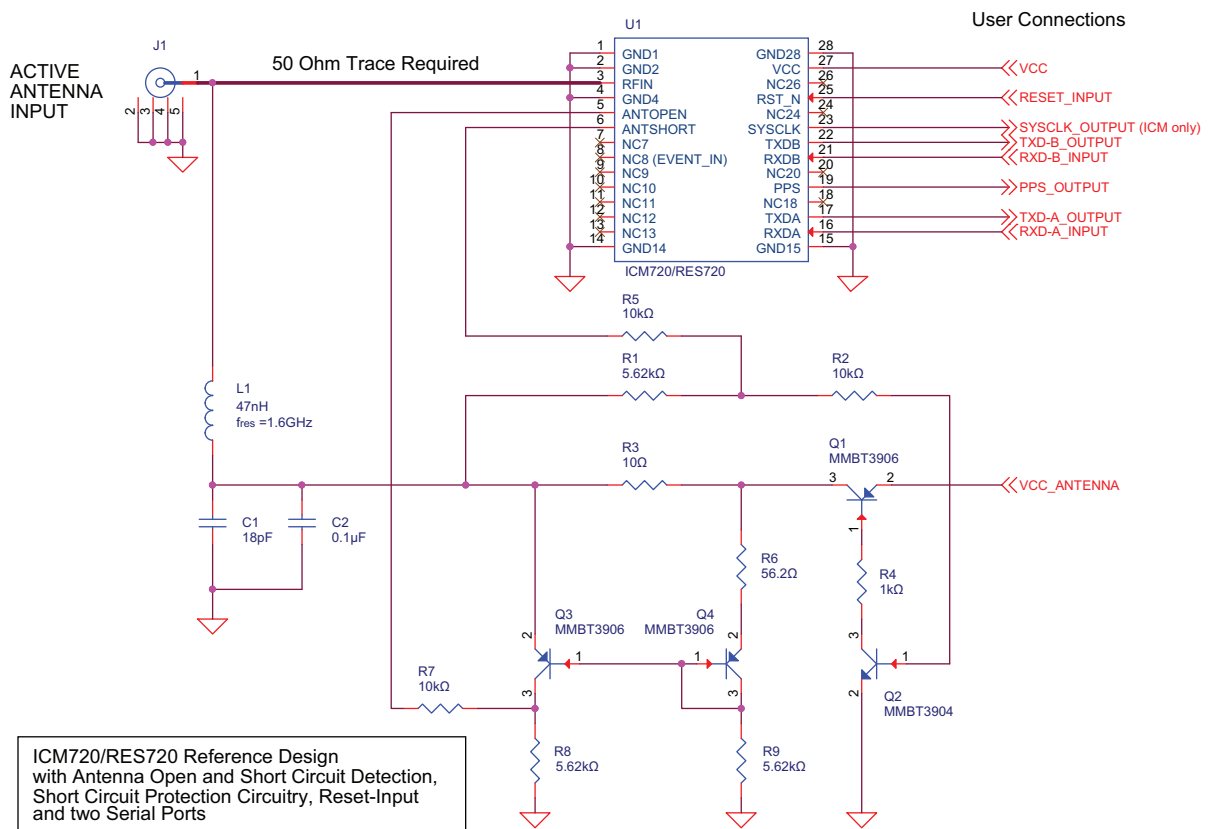 User Connections
J1
ACTIVE
ANTENNA
INPUT
1
2
3
4
5
50 Ohm Trace Required
U1
1 GND1
2 GND2
3 RFIN
4 GND4
5 ANTOPEN
6 ANTSHORT
7 NC7
8 NC8 (EVENT_IN)
9 NC9
10 NC10
11 NC11
12 NC12
13 NC13
14 GND14
GND28 28
VCC 27
NC26 26
RST_N 25
NC24 24
SYSCLK 23
TXDB 22
RXDB 21
NC20 20
PPS 19
NC18 18
TXDA 17
RXDA 16
GND15 15
ICM720/RES720
VCC
RESET_INPUT
SYSCLK_OUTPUT (ICM only)
TXD-B_OUTPUT
RXD-B_INPUT
PPS_OUTPUT
TXD-A_OUTPUT
RXD-A_INPUT
R5
10kΩ
R1
5.62kΩ
R2
10kΩ
L1
47nH
fres =1.6GHz
R3
10Ω
Q1
MMBT3906
3
2
1
VCC_ANTENNA
C1
18pF
C2
0.1µF
R6
56.2Ω
R4
1kΩ
Q3
MMBT3906
2
1
3
Q4
MMBT3906
1
2
3
3
1
2
Q2
MMBT3904
R7
10kΩ
R8
5.62kΩ
R9
5.62kΩ
ICM720/RES720 Reference Design
with Antenna Open and Short Circuit Detection,
Short Circuit Protection Circuitry, Reset-Input
and two Serial Ports